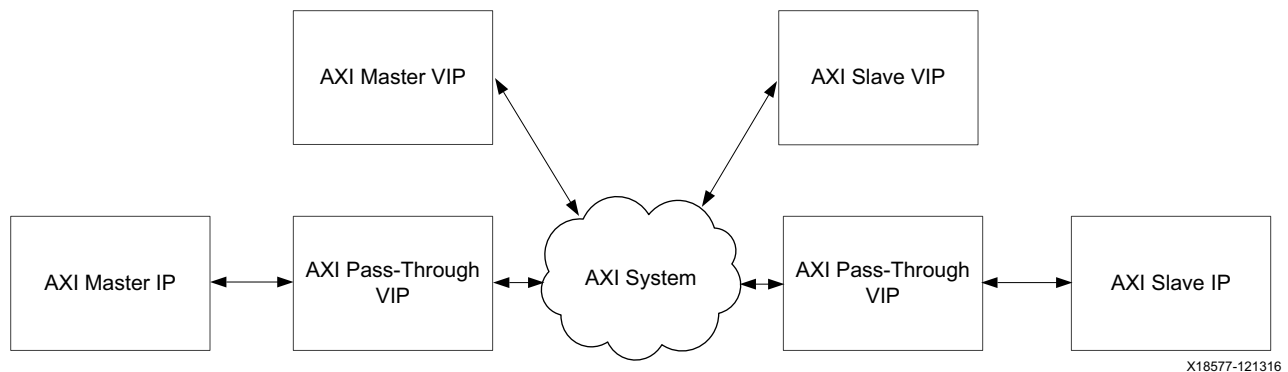 AXI Master VIP
AXI Slave VIP
AXI Master IP
AXI Pass-Through
VIP
AXI System
AXI Pass-Through
VIP
AXI Slave IP
X18577-121316